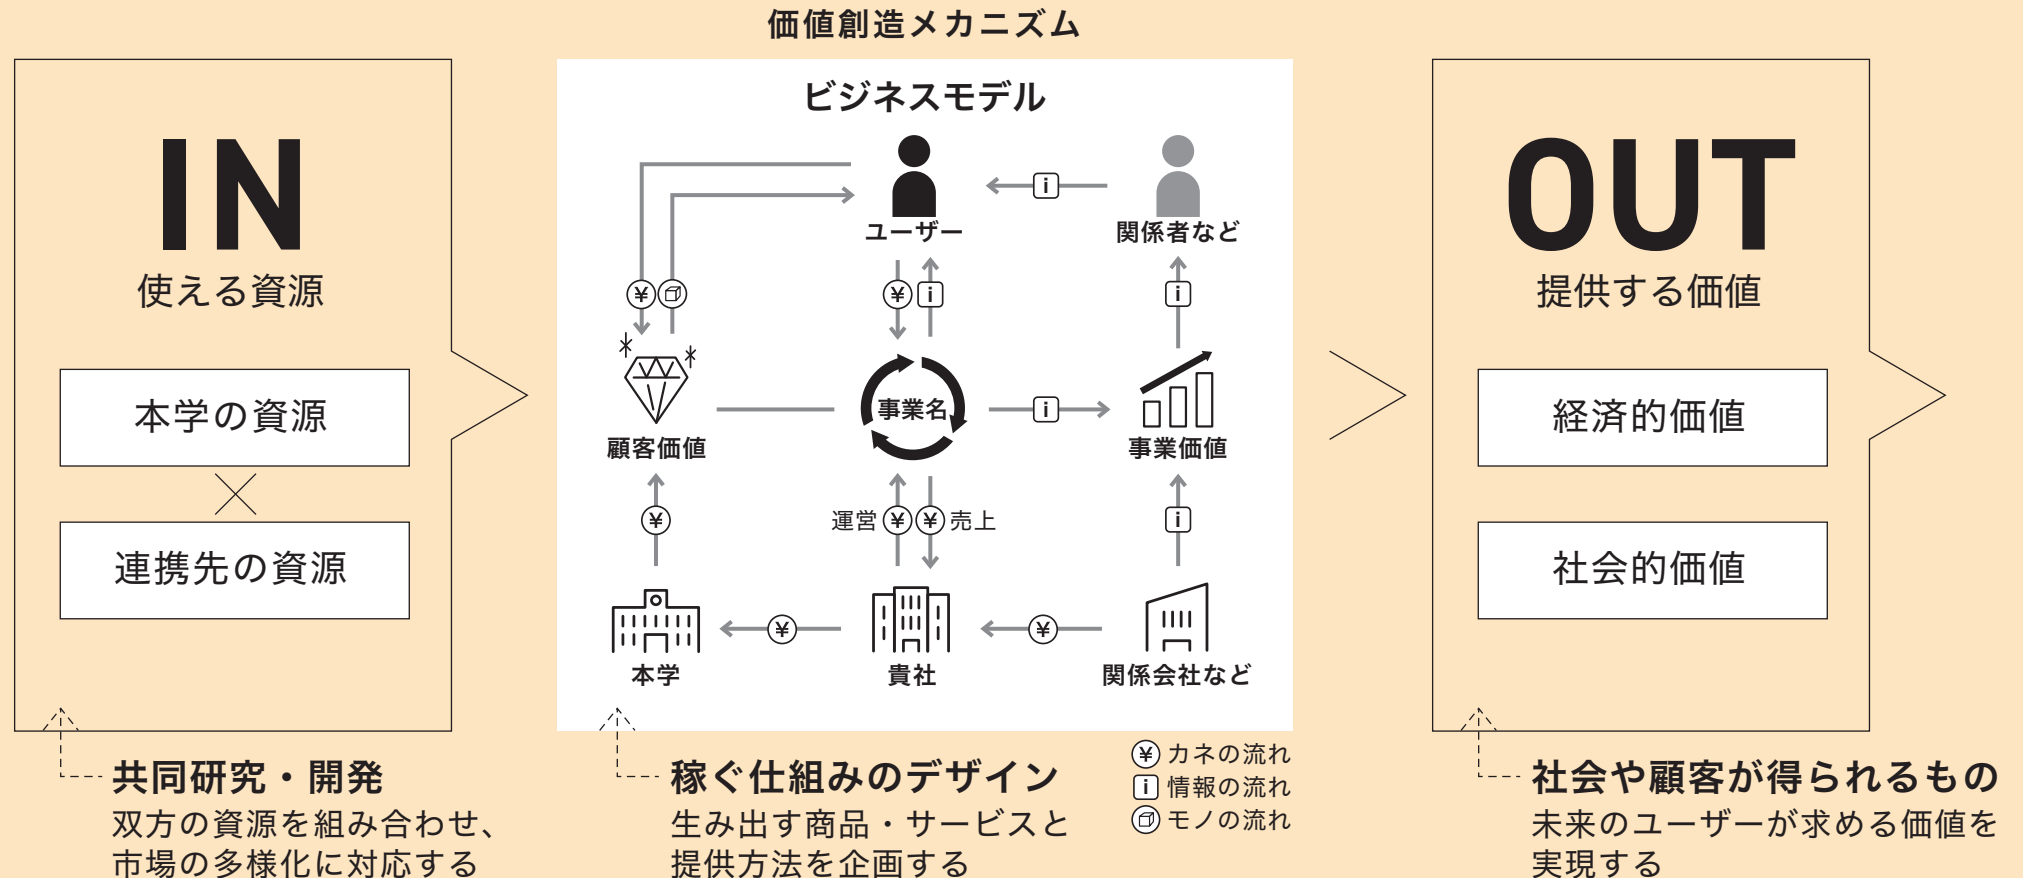 価値創造メカニズム
IN
使える資源
本学の資源
連携先の資源
共同研究・開発
双方の資源を組み合わせ、
市場の多様化に対応する
ビジネスモデル
ユーザー
i
関係者など
¥
¥ i
i
顧客価値
事業名
i
事業価値
¥
運営 ¥ ¥ 売上
i
本学
¥
貴社
¥
関係会社など
稼ぐ仕組みのデザイン
生み出す商品・サービスと
提供方法を企画する
¥ カネの流れ
i 情報の流れ
モノの流れ
OUT
提供する価値
経済的価値
社会的価値
社会や顧客が得られるもの
未来のユーザーが求める価値を
実現する